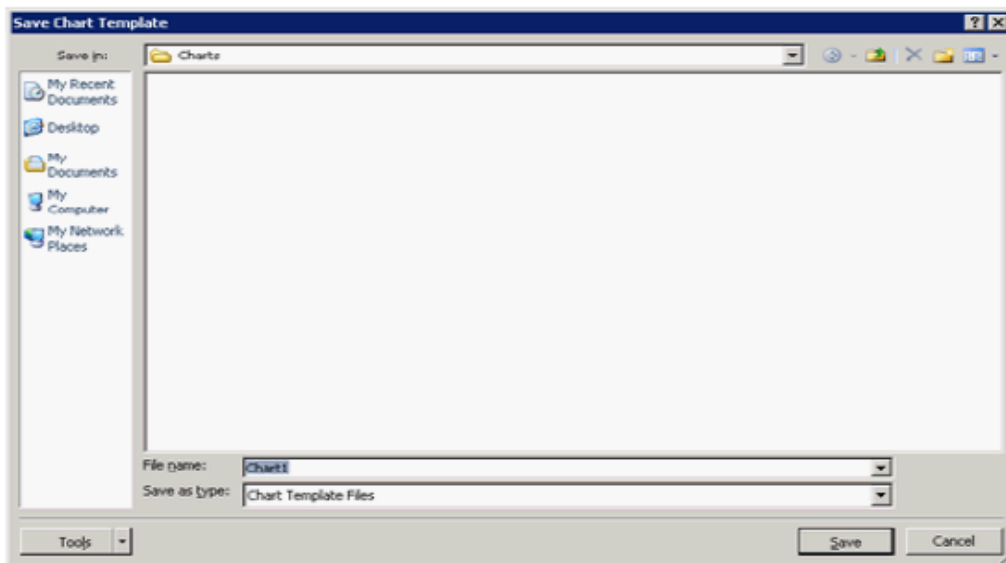 Save Chart Template
Save in:
Charts
My Recent
Documents
Desktop
My
Documents
My
Computer
My Network
Places
File name:
Chart1
Save as type:
Chart Template Files
Tools
Save
Cancel